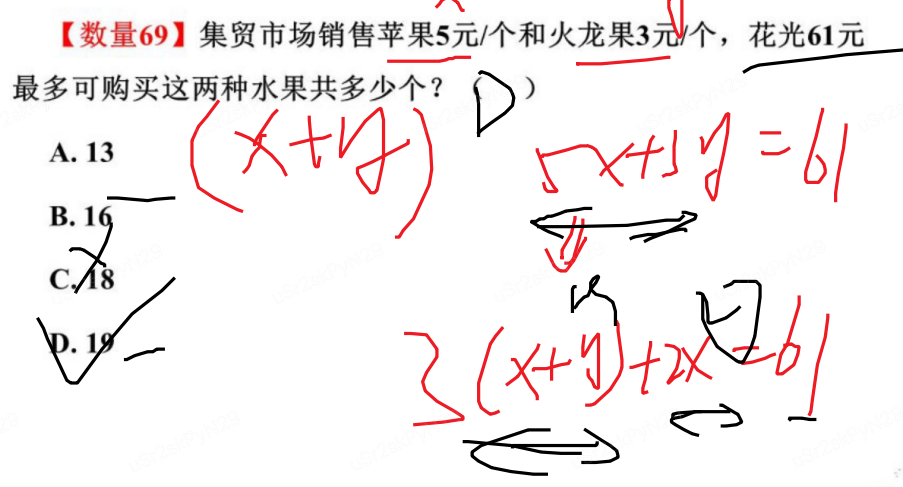 x y
【数量69】集贸市场销售苹果5元/个和火龙果3元/个，花光61元
最多可购买这两种水果共多少个？（ D ）
A. 13
(x+y)
5x+3y=61
B. 16
C. 18
D. 19
3(x+y)+2x=61